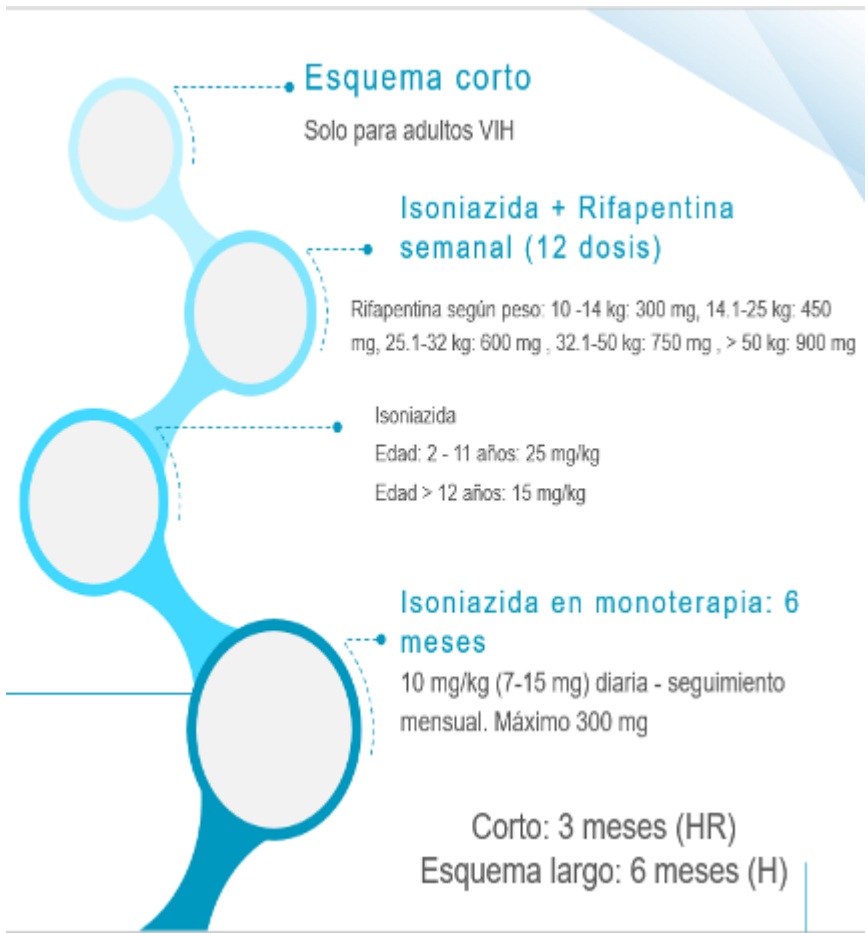 Esquema corto
Solo para adultos VIH
Isoniazida + Rifapentina
semanal (12 dosis)
Rifapentina según peso: 10 -14 kg: 300 mg, 14.1-25 kg: 450
mg, 25.1-32 kg: 600 mg , 32.1-50 kg: 750 mg , > 50 kg: 900 mg
Isoniazida
Edad: 2 - 11 años: 25 mg/kg
Edad > 12 años: 15 mg/kg
Isoniazida en monoterapia: 6
meses
10 mg/kg (7-15 mg) diaria - seguimiento
mensual. Máximo 300 mg
Corto: 3 meses (HR)
Esquema largo: 6 meses (H)